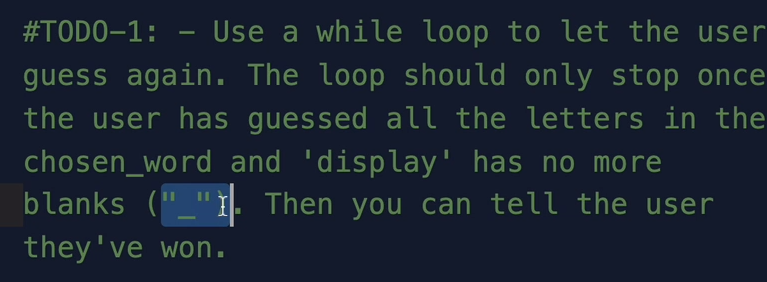 #TODO-1: - Use a while loop to let the user
guess again. The loop should only stop once
the user has guessed all the letters in the
chosen_word and 'display' has no more
blanks ("_"). Then you can tell the user
they've won.